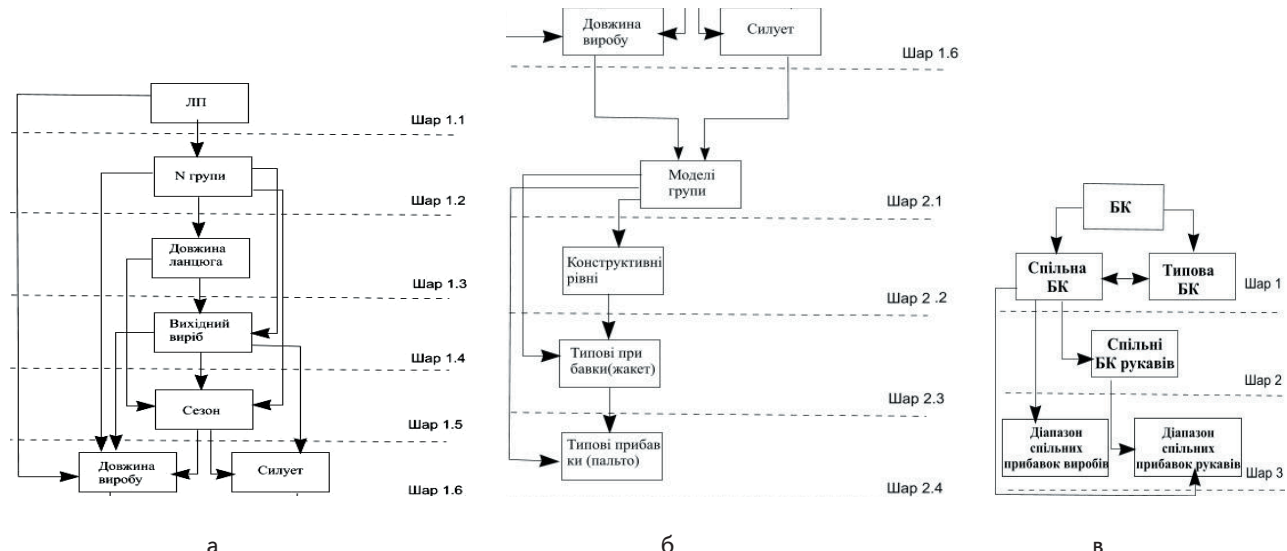 ЛП
Шар 1.1
N групи
Шар 1.2
Довжина
ланцюга
Шар 1.3
Вихідний
виріб
Шар 1.4
Сезон
Шар 1.5
Довжина
виробу
Силует
Шар 1.6
а
Довжина
виробу
Силует
Шар 1.6
Моделі
групи
Шар 2.1
Конструктивні
рівні
Шар 2 .2
Типові при
бавки(жакет)
Шар 2.3
Типові прибав
ки (пальто)
Шар 2.4
б
БК
Спільна
БК
Типова
БК
Шар 1
Спільні
БК рукавів
Шар 2
Діапазон
спільних
прибавок виробів
Діапазон
спільних
прибавок рукавів
Шар 3
в